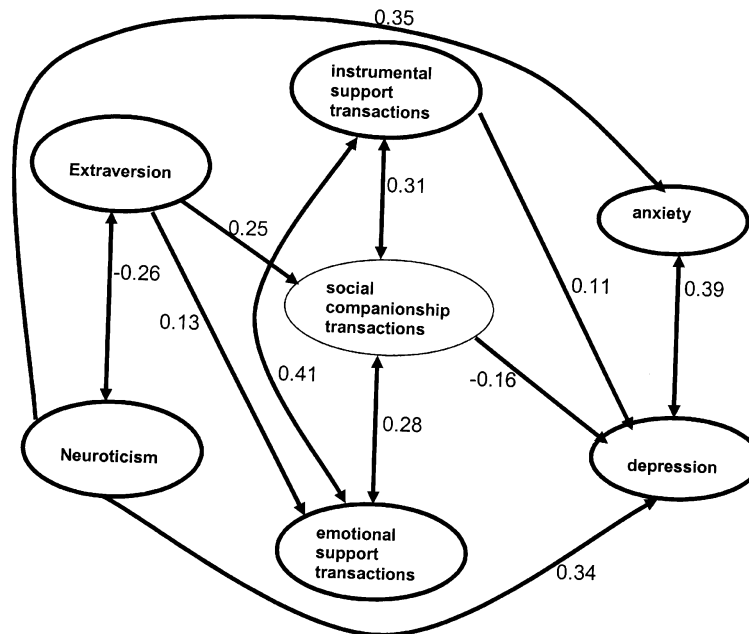 0.35
instrumental
support
transactions
Extraversion
0.31
anxiety
0.25
-0.26
social
companionship
transactions
0.11
0.39
0.13
0.41
-0.16
0.28
Neuroticism
depression
emotional
support
transactions
0.34